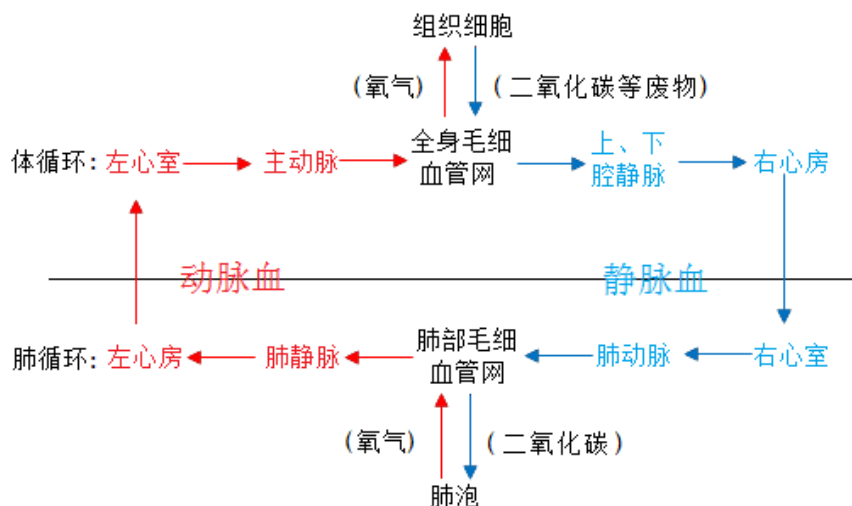 组织细胞
(氧气)
(二氧化碳等废物)
体循环:
左心室
主动脉
全身毛细
血管网
上、下
腔静脉
右心房
动脉血
静脉血
肺循环:
左心房
肺静脉
肺部毛细
血管网
肺动脉
右心室
(氧气)
(二氧化碳)
肺泡